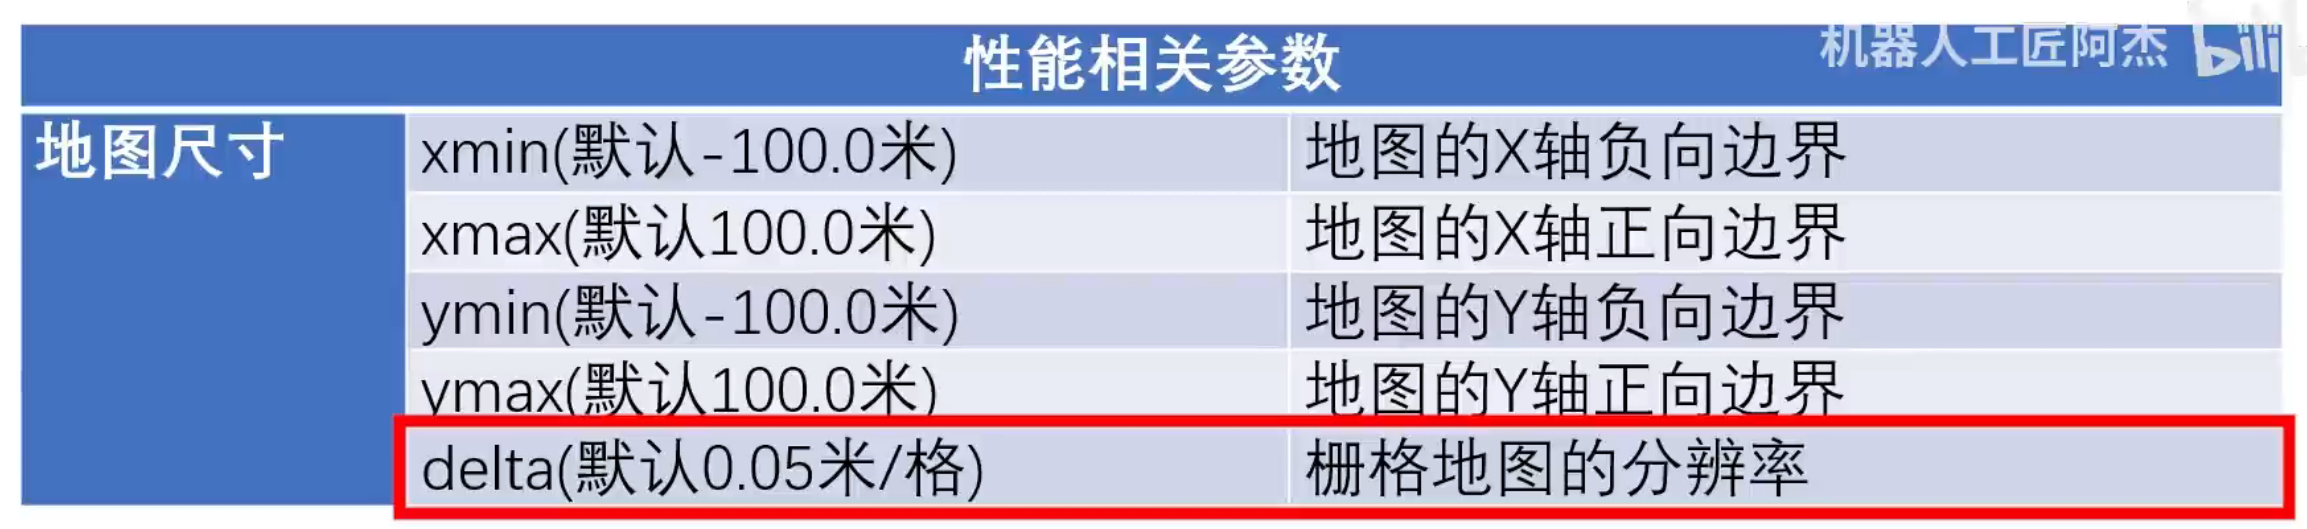 机器人工匠阿杰 bili
性能相关参数
地图尺寸 xmin(默认-100.0米) 地图的X轴负向边界
xmax(默认100.0米) 地图的X轴正向边界
ymin(默认-100.0米) 地图的Y轴负向边界
ymax(默认100.0米) 地图的Y轴正向边界
delta(默认0.05米/格) 栅格地图的分辨率